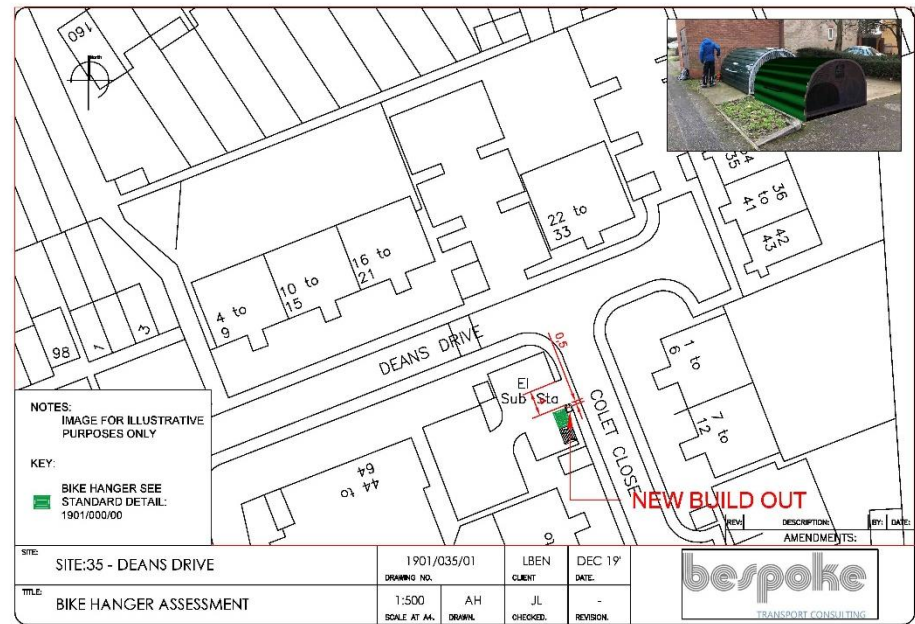 160
North
34
35
36
to
41
42
43
22 to
33
16 to
21
10 to
15
4 to
9
3
1
98
DEANS DRIVE
0.5
El
Sub Sta
COLET CLOSE
1 to
6
7 to
12
44 to
64
to
NEW BUILD OUT
NOTES:
IMAGE FOR ILLUSTRATIVE
PURPOSES ONLY
KEY:
BIKE HANGER SEE
STANDARD DETAIL:
1901/000/00
REV:
DESCRIPTION:
BY:
DATE:
AMENDMENTS:
SITE:
SITE:35 - DEANS DRIVE
TITLE:
BIKE HANGER ASSESSMENT
1901/035/01
DRAWING NO.
LBEN
CLIENT
DEC 19'
DATE.
1:500
SCALE AT A4.
AH
DRAWN.
JL
CHECKED.
-
REVISION.
bespoke
TRANSPORT CONSULTING